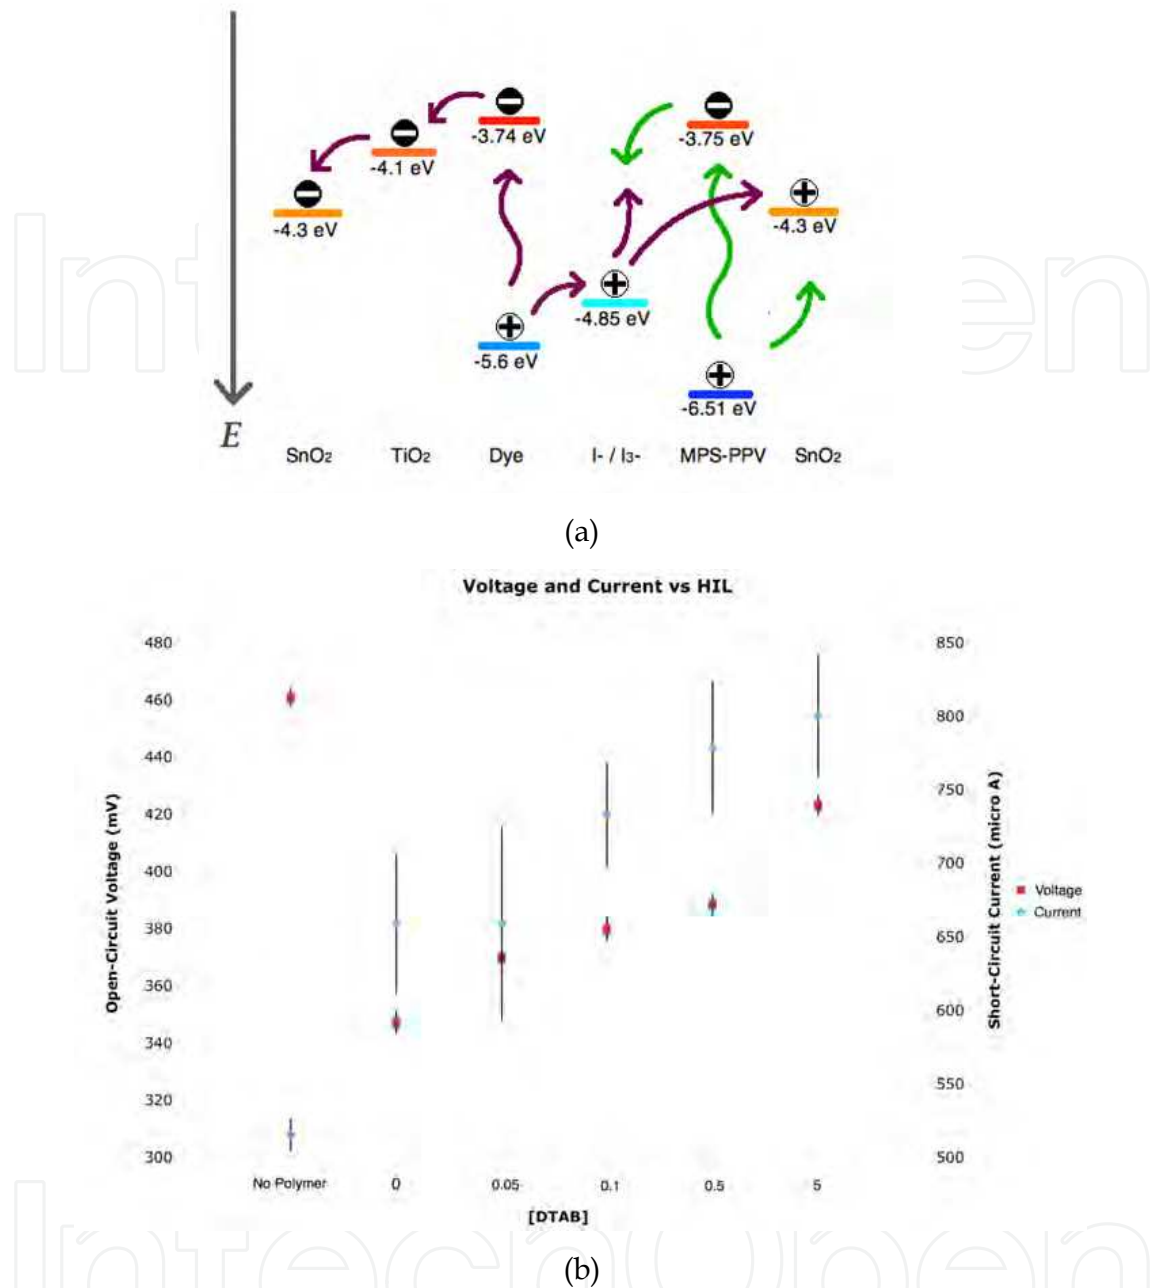 -3.74 eV
-3.75 eV
-4.1 eV
-4.3 eV
-4.3 eV
-4.85 eV
-5.6 eV
-6.51 eV
E
SnO₂ TiO₂ Dye I- / I₃- MPS-PPV SnO₂
(a)
Voltage and Current vs HIL
480 850
460 800
440 750
420 700
400 650
380 600
360 550
340 500
320
300
Open-Circuit Voltage (mV)
Short-Circuit Current (micro A)
Voltage
Current
No Polymer 0 0.05 0.1 0.5 5
[DTAB]
(b)
IntechOpen
IntechOpen